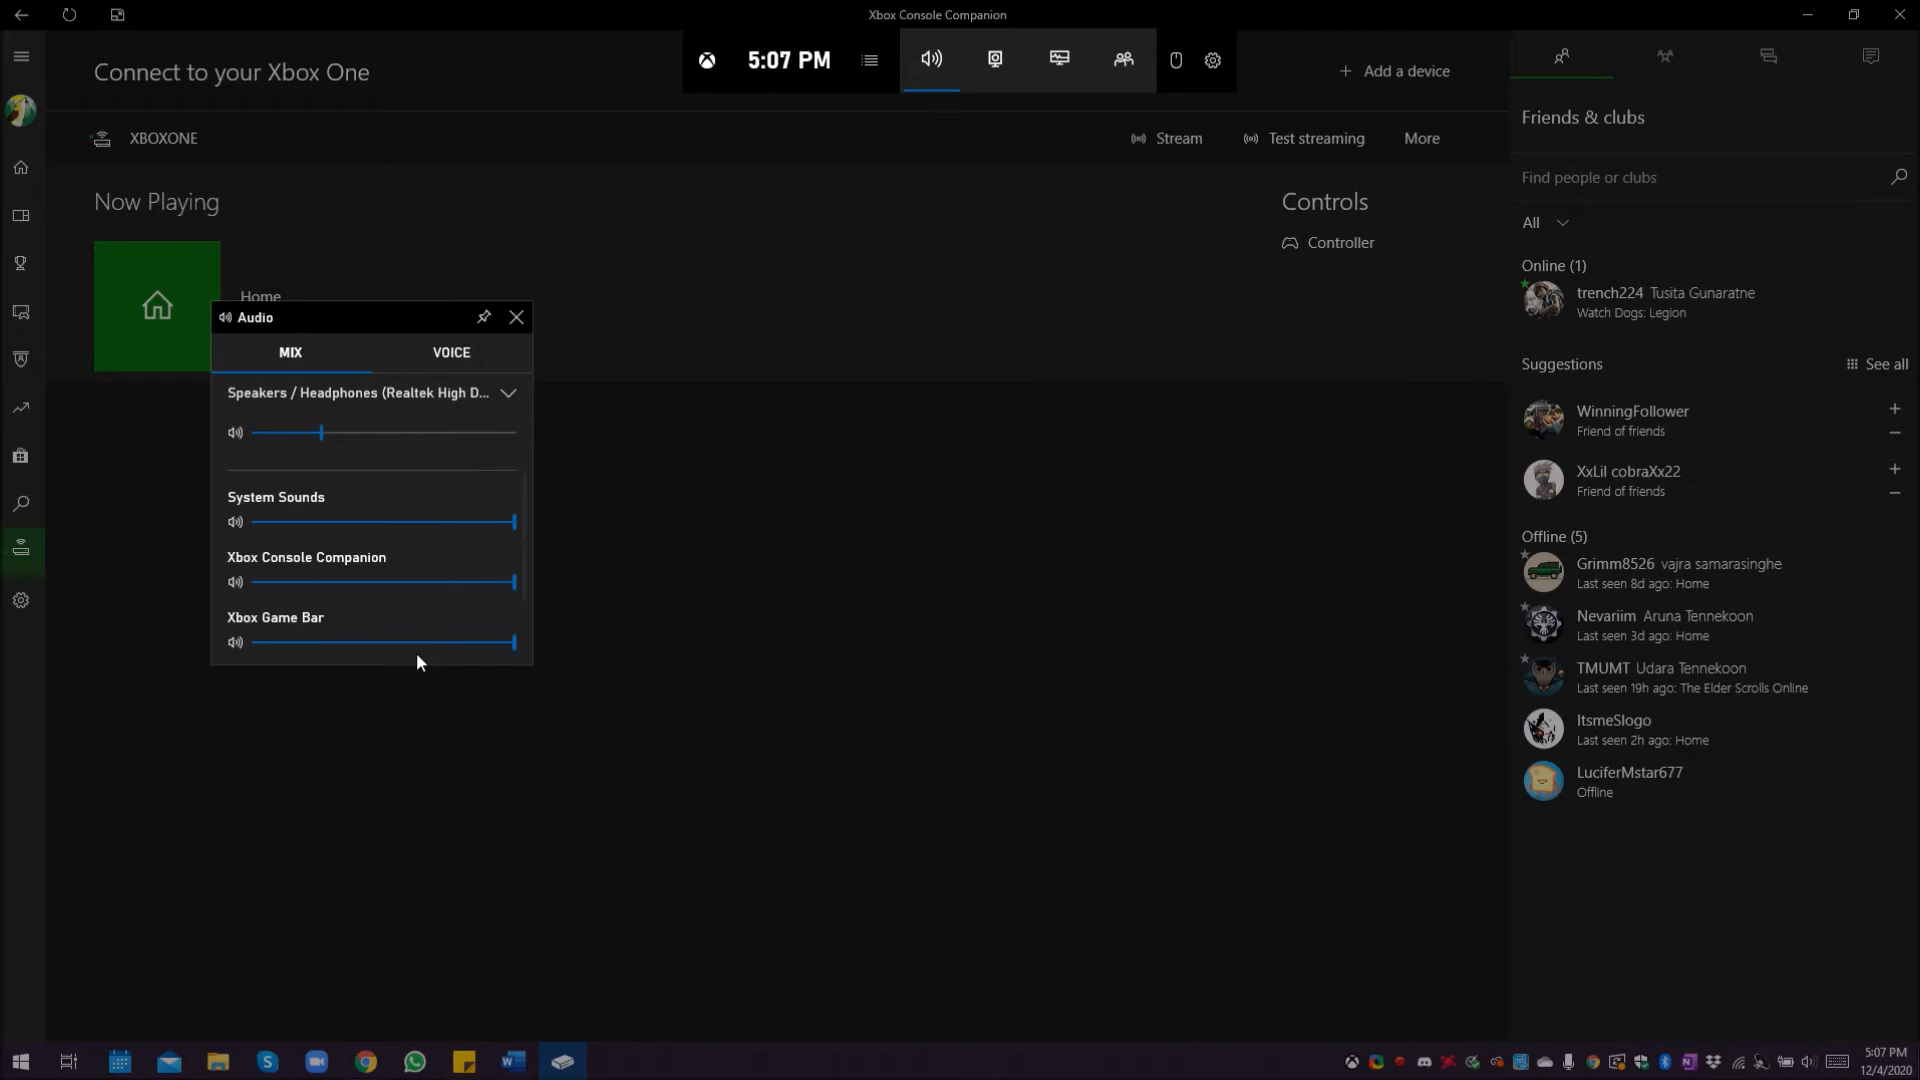 Xbox Console Companion
Connect to your Xbox One
5:07 PM
Add a device
XBOXONE
Stream
Test streaming
More
Now Playing
Home
Controls
Controller
Audio
MIX
VOICE
Speakers / Headphones (Realtek High D...
System Sounds
Xbox Console Companion
Xbox Game Bar
Friends & clubs
Find people or clubs
All
Online (1)
trench224 Tusita Gunaratne
Watch Dogs: Legion
Suggestions
See all
WinningFollower
Friend of friends
XxLil cobraXx22
Friend of friends
Offline (5)
Grimm8526 vajra samarasinghe
Last seen 8d ago: Home
Nevariim Aruna Tennekoon
Last seen 3d ago: Home
TMUMT Udara Tennekoon
Last seen 19h ago: The Elder Scrolls Online
ItsmeSlogo
Last seen 2h ago: Home
LuciferMstar677
Offline
5:07 PM
12/4/2020